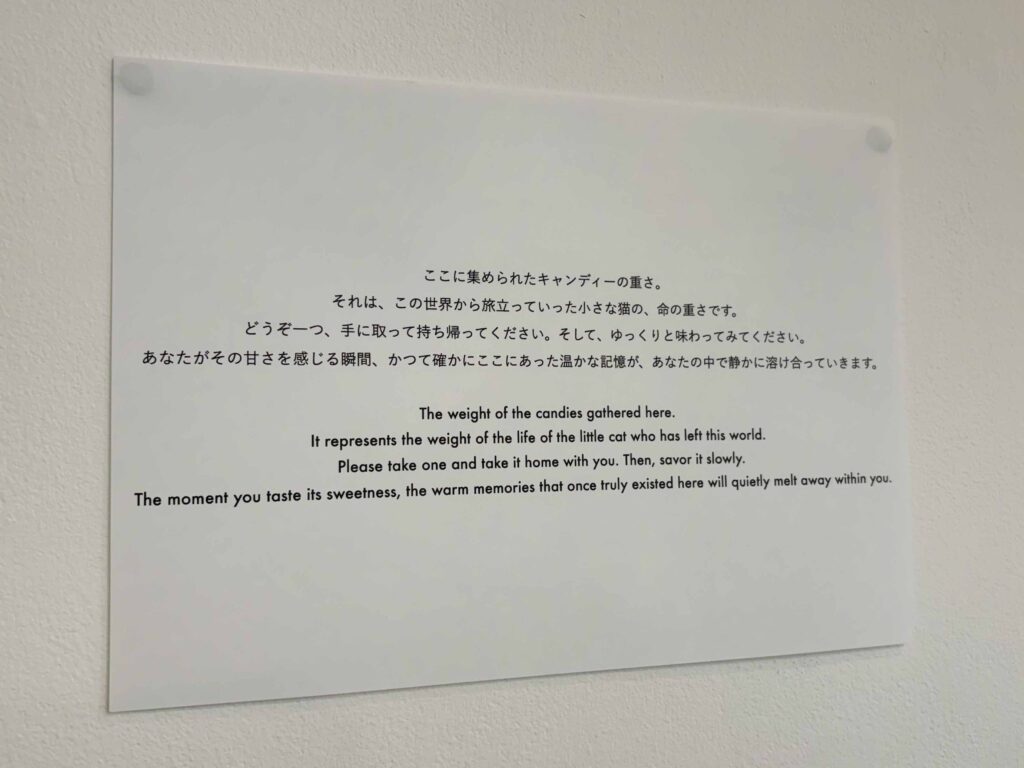 ここに集められたキャンディーの重さ。
それは、この世界から旅立っていった小さな猫の、命の重さです。
どうぞ一つ、手に取って持ち帰ってください。そして、ゆっくりと味わってみてください。
あなたがその甘さを感じる瞬間、かつて確かにここにあった温かな記憶が、あなたの中で静かに溶け合っていきます。
The weight of the candies gathered here.
It represents the weight of the life of the little cat who has left this world.
Please take one and take it home with you. Then, savor it slowly.
The moment you taste its sweetness, the warm memories that once truly existed here will quietly melt away within you.